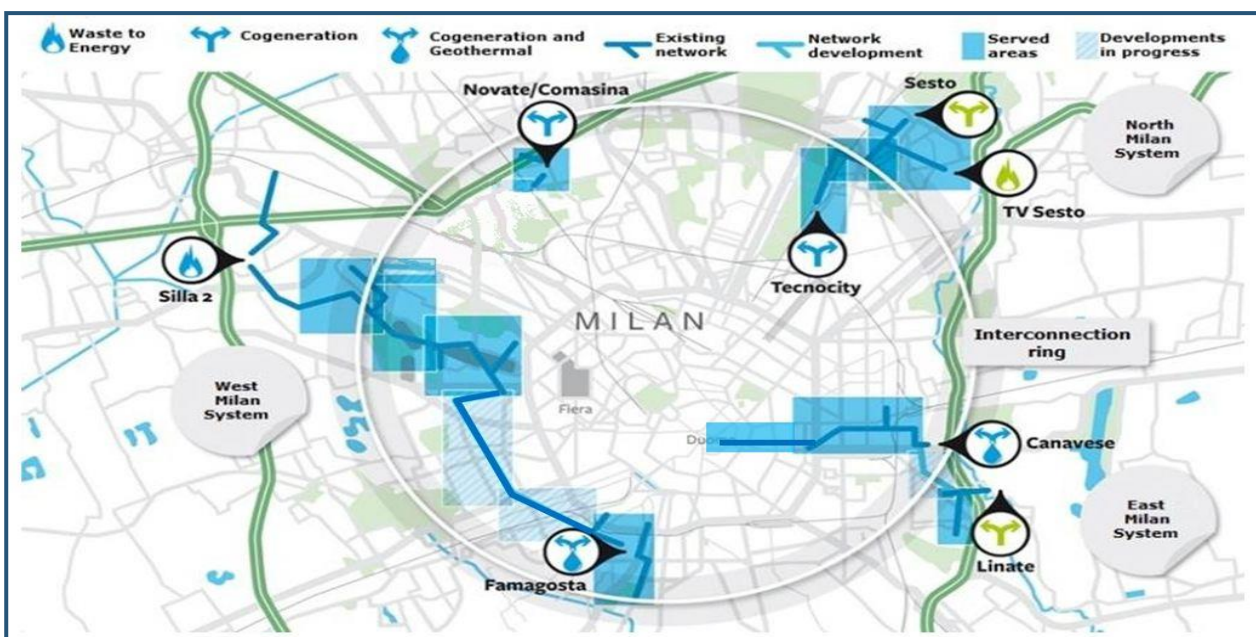 Waste to
Energy
Cogeneration
Cogeneration and
Geothermal
Existing
network
Network
development
Served
areas
Developments
in progress
Novate/Comasina
Sesto
North
Milan
System
TV Sesto
Silla 2
Tecnocity
MILAN
Interconnection
ring
West
Milan
System
Fiera
Duomo
Canavese
East
Milan
System
Famagosta
Linate